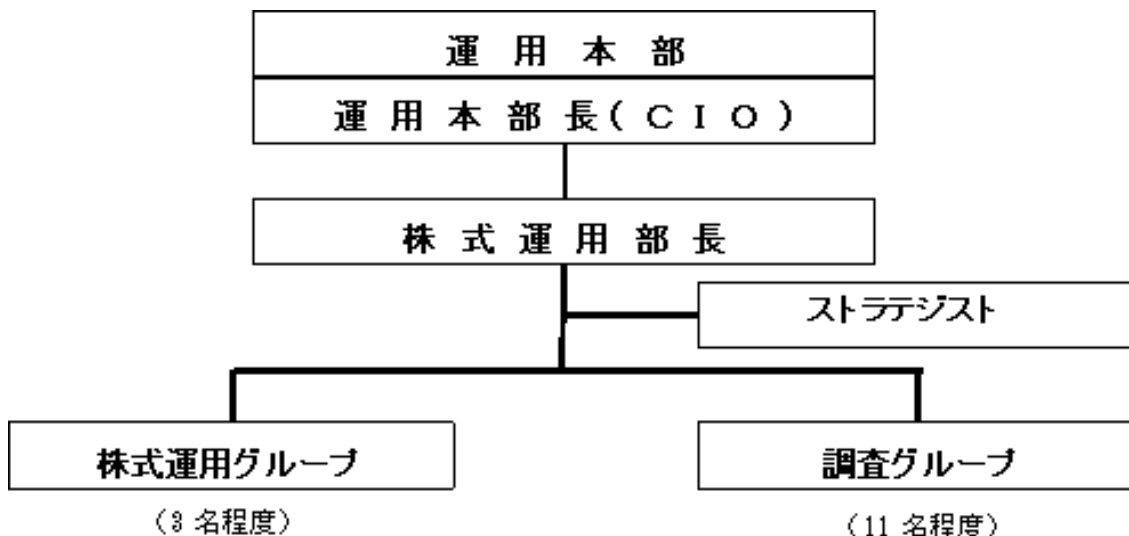 運用本部
運用本部長(CIO)
株式運用部長
ストラテジスト
株式運用グループ
調査グループ
(3 名程度)
(11 名程度)